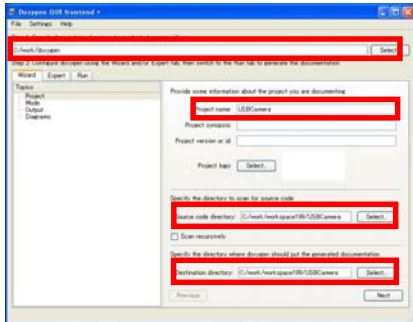 Doxygen GUI frontend +
File Settings Help
D:/work/doxygen Select...
Step 2: Configure doxygen using the Wizard and/or Expert tab, then switch to the Run tab to generate the documentation
Wizard Expert Run
Topics
Project
Mode
Output
Diagrams
Provide some information about the project you are documenting
Project name: USBCamera
Project synopsis:
Project version or id:
Project logo: Select...
Specify the directory to scan for source code
Source code directory: C:/work/workspace199/USBCamera Select...
Scan recursively
Specify the directory where doxygen should put the generated documentation
Destination directory: C:/work/workspace199/USBCamera Select...
Previous Next